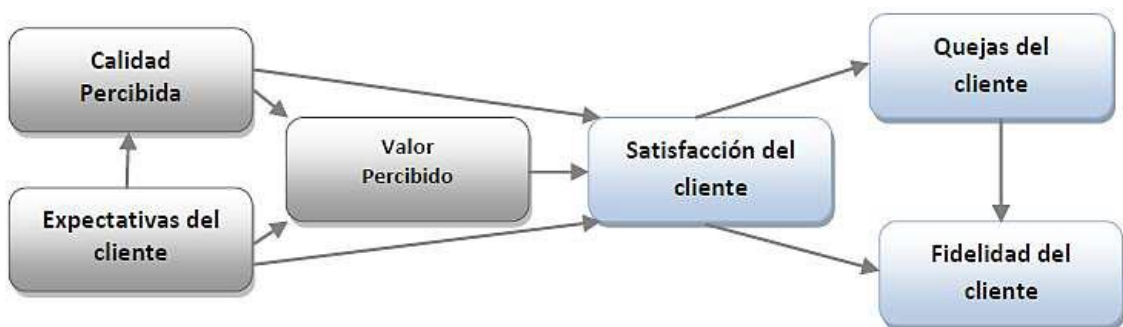 Calidad
Percibida
Expectativas del
cliente
Valor
Percibido
Satisfacción del
cliente
Quejas del
cliente
Fidelidad del
cliente